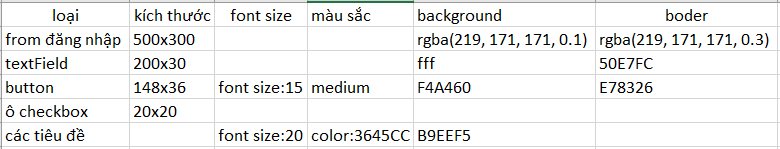 loại kích thước font size màu sắc background boder
from đăng nhập 500x300 rgba(219, 171, 171, 0.1) rgba(219, 171, 171, 0.3)
textField 200x30 fff 50E7FC
button 148x36 font size:15 medium F4A460 E78326
ô checkbox 20x20
các tiêu đề font size:20 color:3645CC B9EEF5